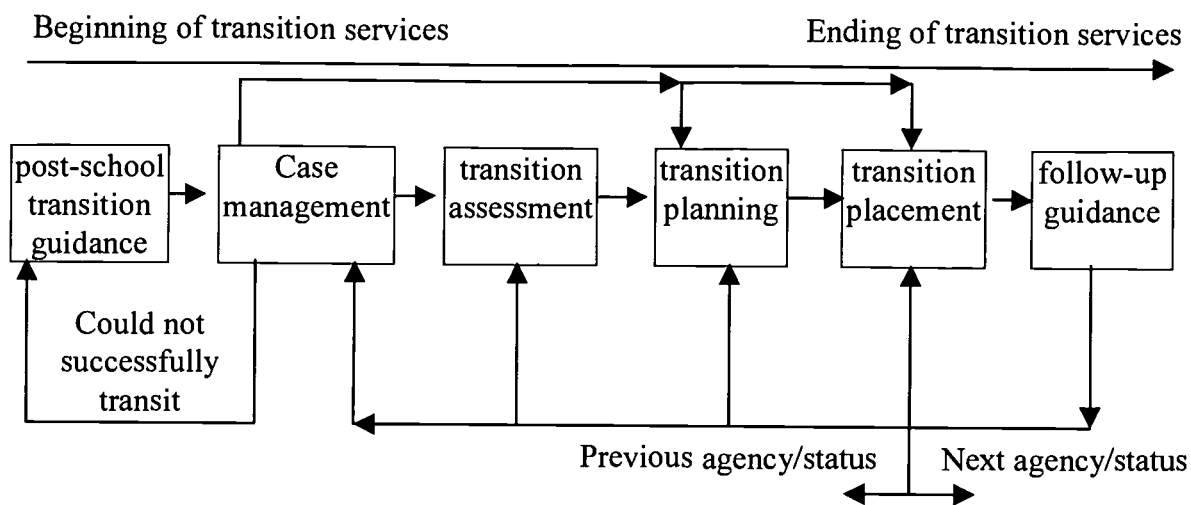 Beginning of transition services
Ending of transition services
post-school
transition
guidance
Case
management
transition
assessment
transition
planning
transition
placement
follow-up
guidance
Could not
successfully
transit
Previous agency/status
Next agency/status